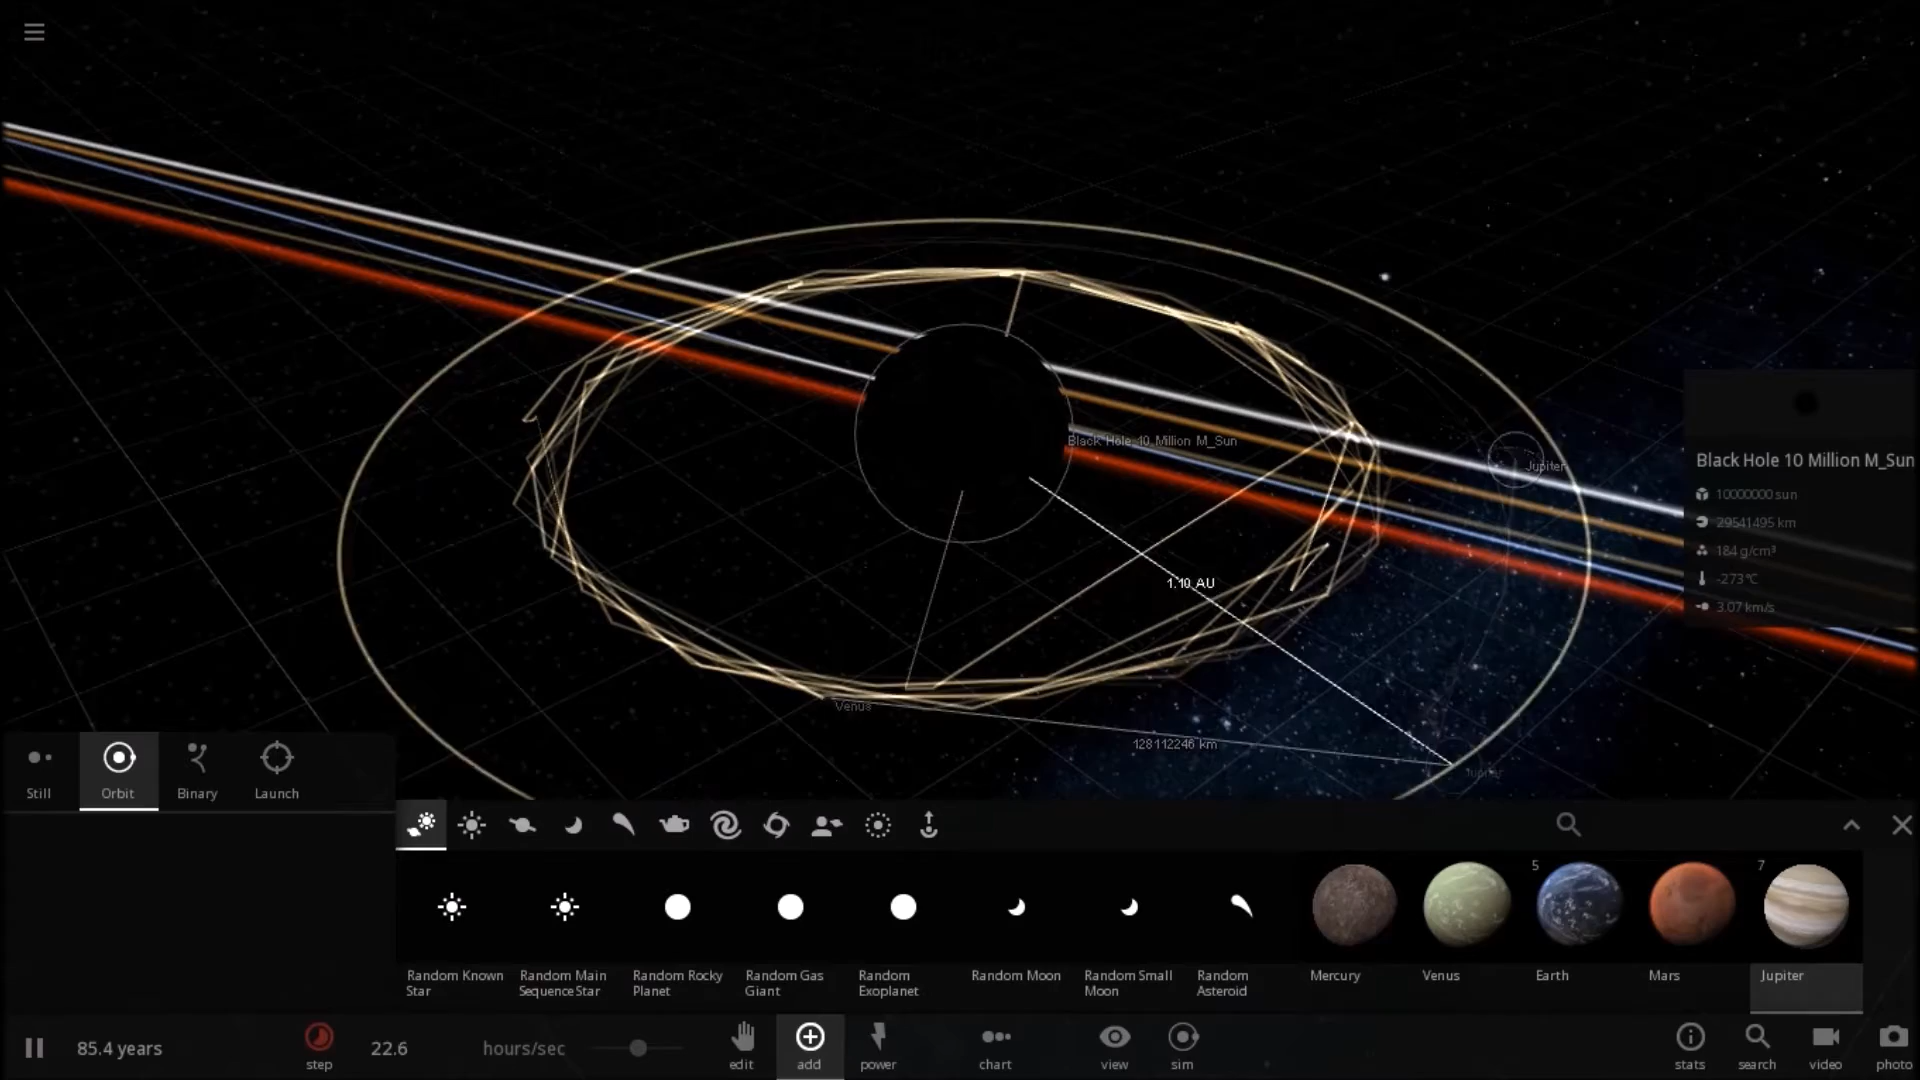 Black Hole 10 Million M_Sun
Jupiter
Black Hole 10 Million M_Sun
10000000 sun
29541495 km
184 g/cm³
-273℃
3.07 km/s
1.10 AU
Venus
128112246 km
Jupiter
Still
Orbit
Binary
Launch
5
7
Random Known Star
Random Main Sequence Star
Random Rocky Planet
Random Gas Giant
Random Exoplanet
Random Moon
Random Small Moon
Random Asteroid
Mercury
Venus
Earth
Mars
Jupiter
85.4 years
step
22.6
hours/sec
edit
add
power
chart
view
sim
stats
search
video
photo